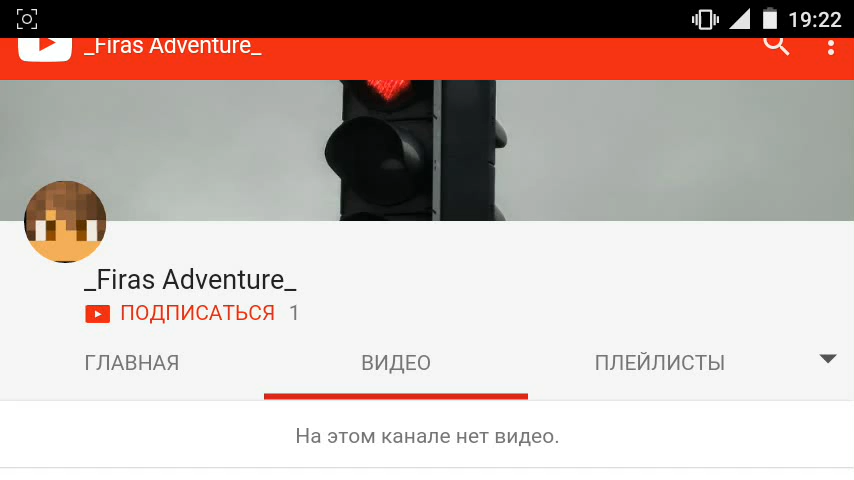 19:22
_Firas Adventure_
_Firas Adventure_
ПОДПИСАТЬСЯ 1
ГЛАВНАЯ ВИДЕО ПЛЕЙЛИСТЫ
На этом канале нет видео.